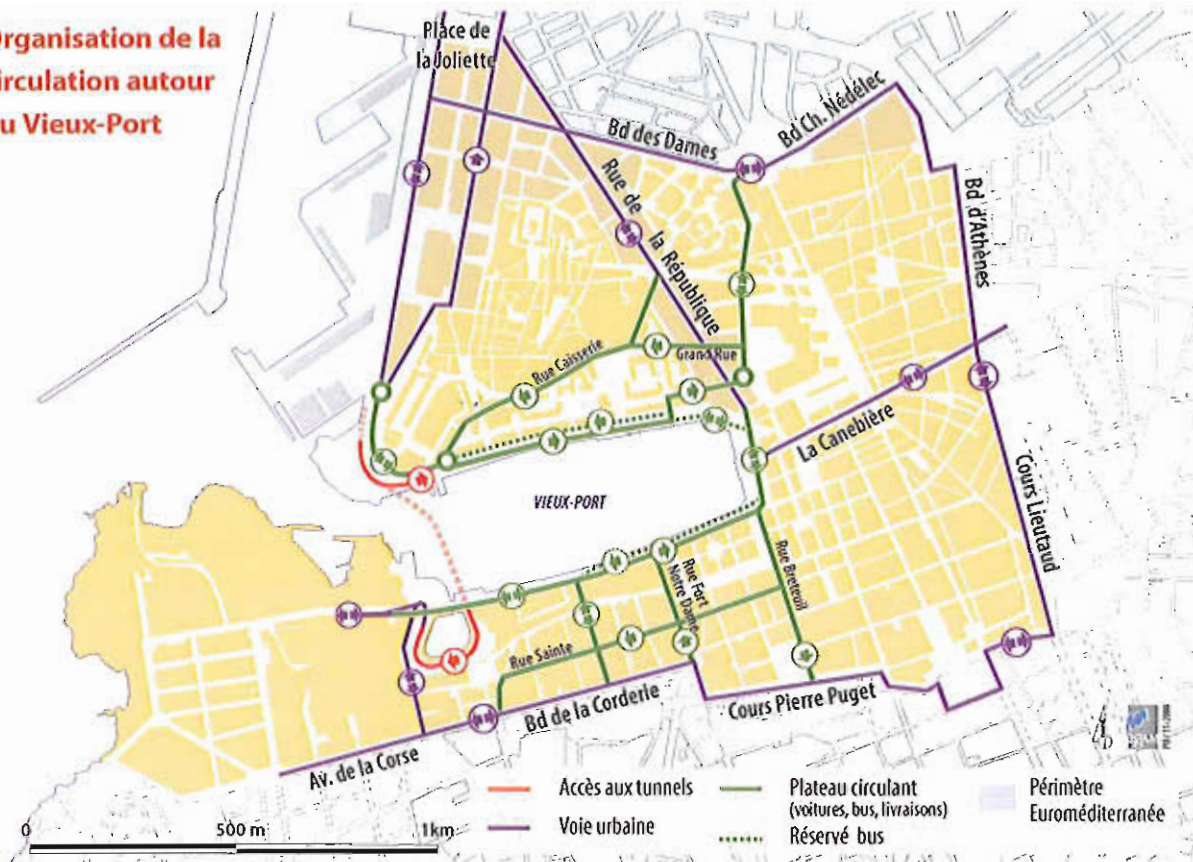 Organisation de la
circulation autour
du Vieux-Port
Place de
la Joliette
Bd des Dames
Bd Ch. Nédélec
Rue de
la République
Bd d'Athènes
Rue Caisserie
Grand Rue
La Canebière
VIEUX-PORT
Cours Lieutaud
Rue Breteuil
Rue Fort
Notre Dame
Rue Sainte
Bd de la Corderie
Cours Pierre Puget
Av. de la Corse
0
500 m
1km
Accès aux tunnels
Voie urbaine
Plateau circulant
(voitures, bus, livraisons)
Réservé bus
Périmètre
Euroméditerranée